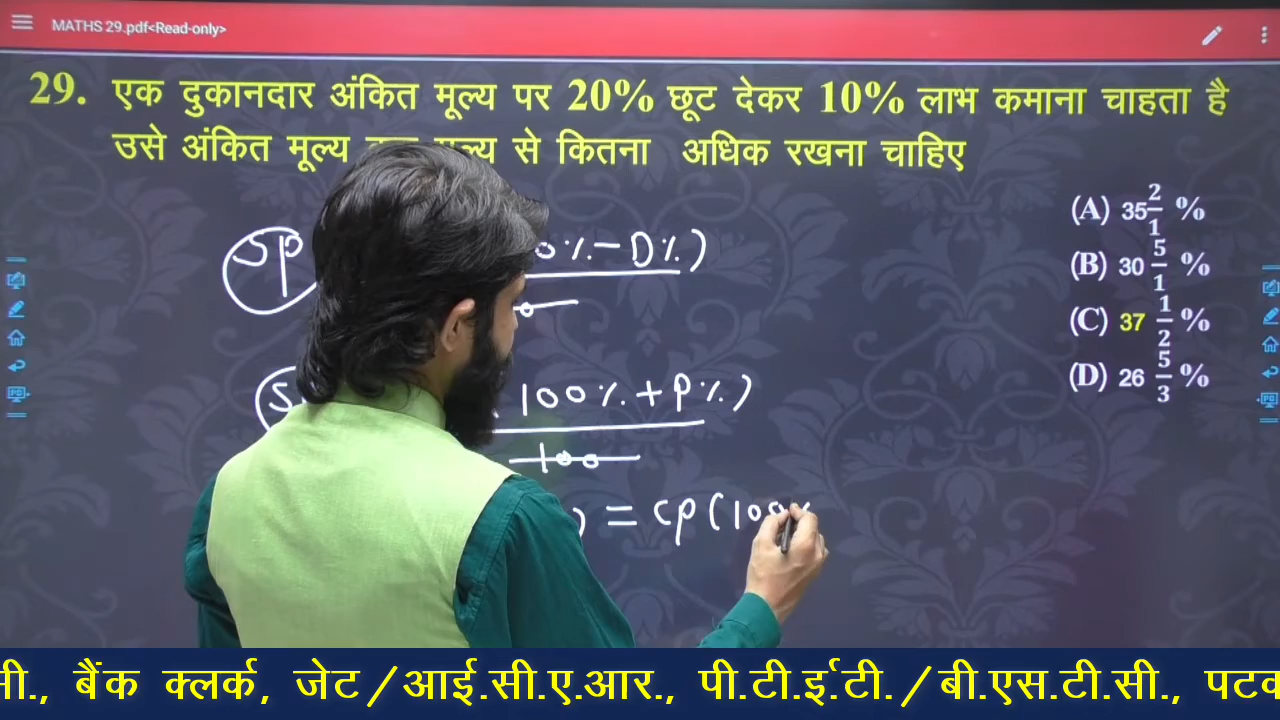 MATHS 29.pdf<Read-only>
29. एक दुकानदार अंकित मूल्य पर 20% छूट देकर 10% लाभ कमाना चाहता है
उसे अंकित मूल्य मूल्य से कितना अधिक रखना चाहिए
(A) 35 2/1 %
(B) 30 5/1 %
(C) 37 1/2 %
(D) 26 5/3 %
SP 0%-D%)
S 100%+P%)
100
) = CP(100%
सी., बैंक क्लर्क, जेट/आई.सी.ए.आर., पी.टी.ई.टी./बी.एस.टी.सी.,